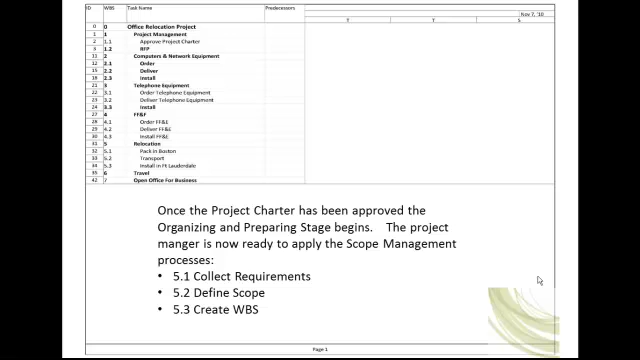 ID WBS Task Name Predecessors
Nov 7, '10
T T S
0 0 Office Relocation Project
1 1 Project Management
2 1.1 Approve Project Charter
3 1.2 RFP
11 2 Computers & Network Equipment
12 2.1 Order
15 2.2 Deliver
18 2.3 Install
21 3 Telephone Equipment
22 3.1 Order Telephone Equipment
23 3.2 Deliver Telephone Equipment
24 3.3 Install
27 4 FF&F
28 4.1 Order FF&E
29 4.2 Deliver FF&E
30 4.3 Install FF&E
31 5 Relocation
32 5.1 Pack in Boston
33 5.2 Transport
34 5.3 Install in Ft Lauderdale
35 6 Travel
42 7 Open Office For Business
Once the Project Charter has been approved the
Organizing and Preparing Stage begins. The project
manger is now ready to apply the Scope Management
processes:
• 5.1 Collect Requirements
• 5.2 Define Scope
• 5.3 Create WBS
Page 1